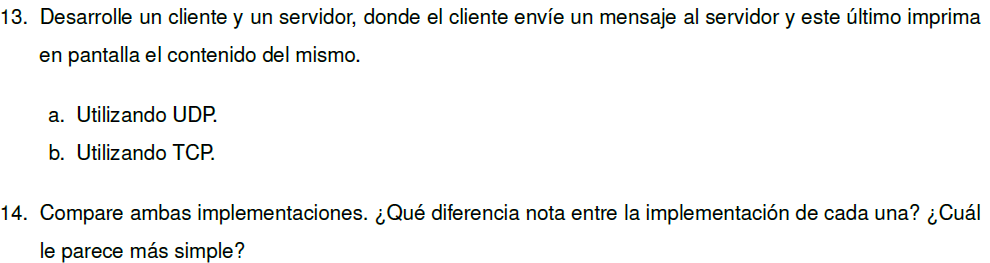 13. Desarrolle un cliente y un servidor, donde el cliente envíe un mensaje al servidor y este último imprima
en pantalla el contenido del mismo.
a. Utilizando UDP.
b. Utilizando TCP.
14. Compare ambas implementaciones. ¿Qué diferencia nota entre la implementación de cada una? ¿Cuál
le parece más simple?